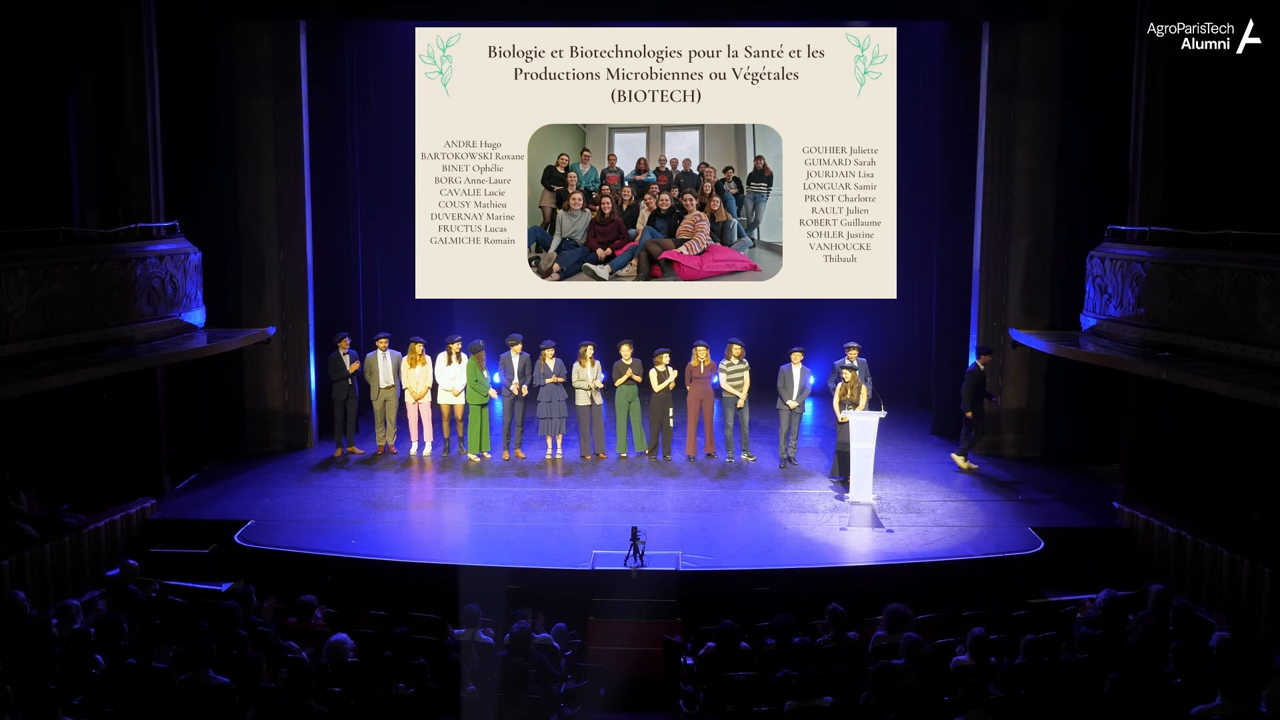 AgroParisTech
Alumni
Biologie et Biotechnologies pour la Santé et les
Productions Microbiennes ou Végétales
(BIOTECH)
ANDRE Hugo
BARTOKOWSKI Roxane
BINET Ophélie
BORG Anne-Laure
CAVALIE Lucie
COUSY Mathieu
DUVERNAY Marine
FRUCTUS Lucas
GALMICHE Romain
GOUHIER Juliette
GUIMARD Sarah
JOURDAIN Lisa
LONGUAR Samir
PROST Charlotte
RAULT Julien
ROBERT Guillaume
SOHLER Justine
VANHOUCKE
Thibault